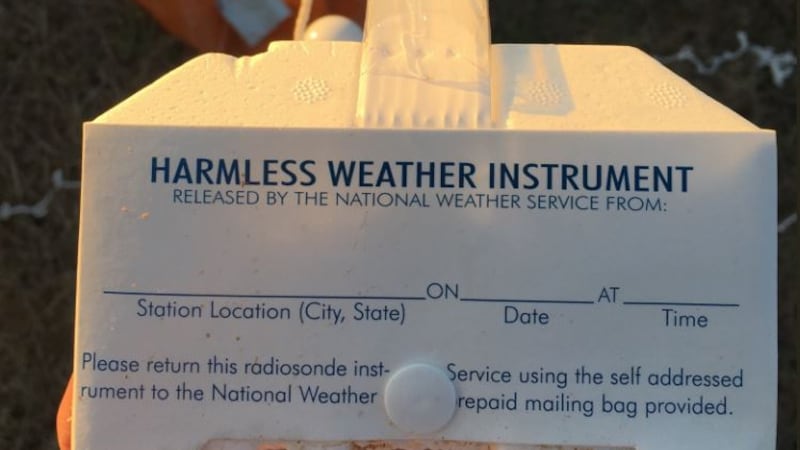 HARMLESS WEATHER INSTRUMENT
RELEASED BY THE NATIONAL WEATHER SERVICE FROM:
ON AT
Station Location (City, State) Date Time
Please return this radiosonde inst- Service using the self addressed
rument to the National Weather repaid mailing bag provided.